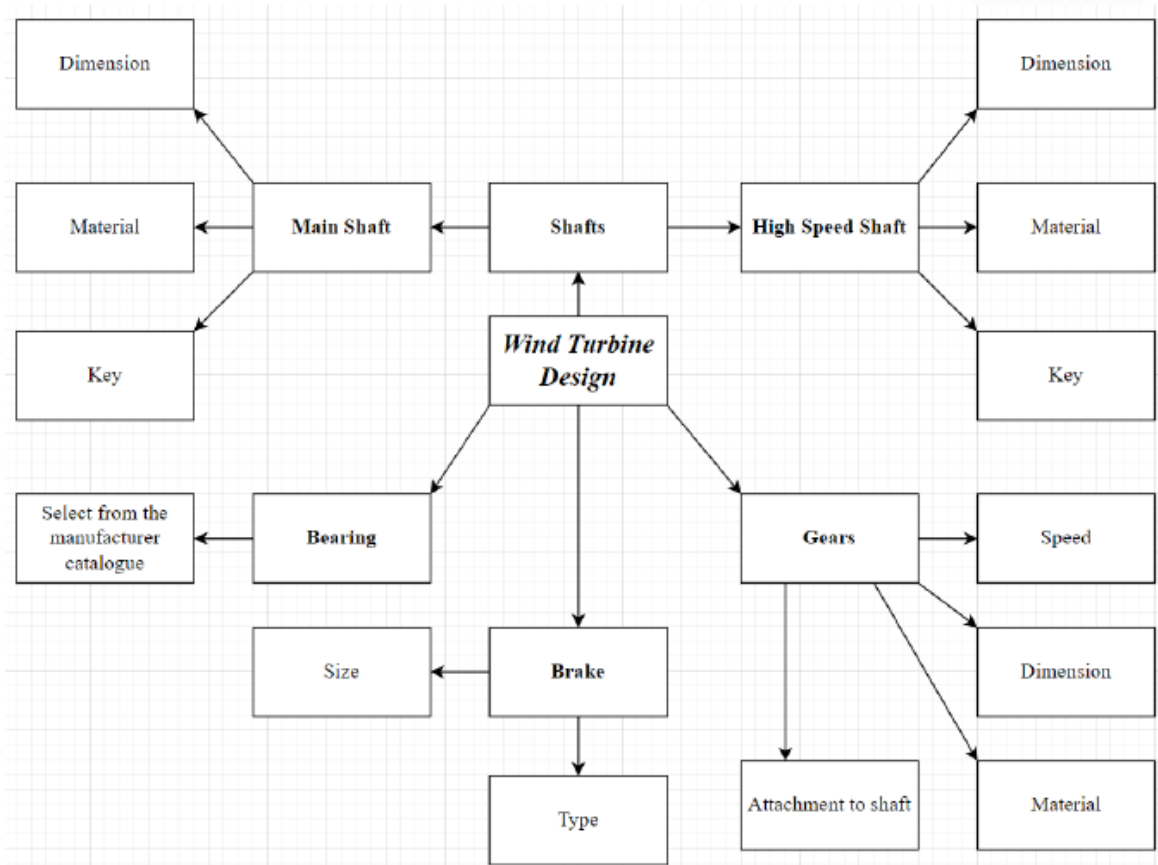 Dimension
Dimension
Material
Main Shaft
Shafts
High Speed Shaft
Material
Wind Turbine
Design
Key
Key
Select from the
manufacturer
catalogue
Bearing
Gears
Speed
Size
Brake
Dimension
Type
Attachment to shaft
Material